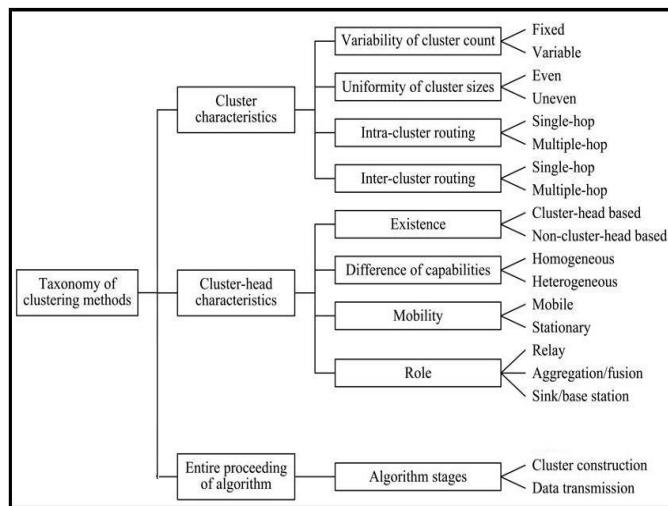 Variability of cluster count
Fixed
Variable
Uniformity of cluster sizes
Even
Uneven
Cluster
characteristics
Intra-cluster routing
Single-hop
Multiple-hop
Inter-cluster routing
Single-hop
Multiple-hop
Existence
Cluster-head based
Non-cluster-head based
Taxonomy of
clustering methods
Cluster-head
characteristics
Difference of capabilities
Homogeneous
Heterogeneous
Mobility
Mobile
Stationary
Role
Relay
Aggregation/fusion
Sink/base station
Entire proceeding
of algorithm
Algorithm stages
Cluster construction
Data transmission